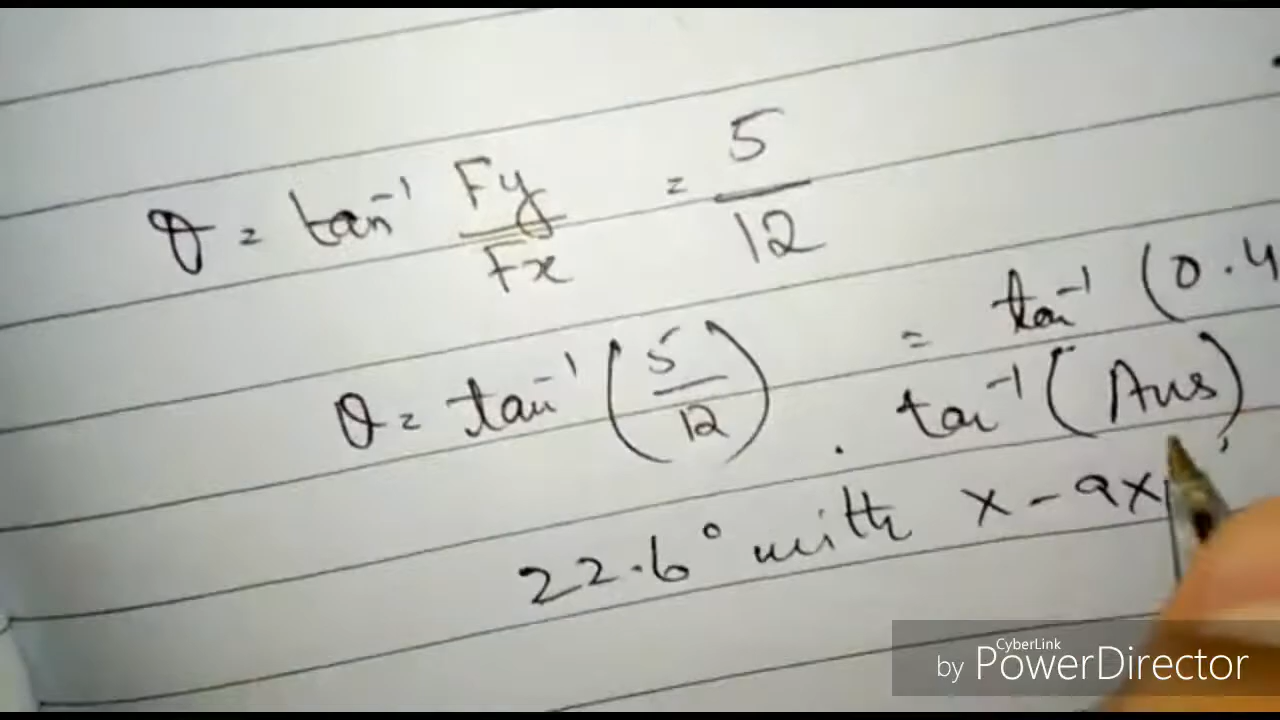 θ = tan⁻¹ Fy/Fx = 5/12
θ = tan⁻¹ (5/12) = tan⁻¹ (0.4
tan⁻¹ (Ans)
22.6° with x-ax
CyberLink
by PowerDirector